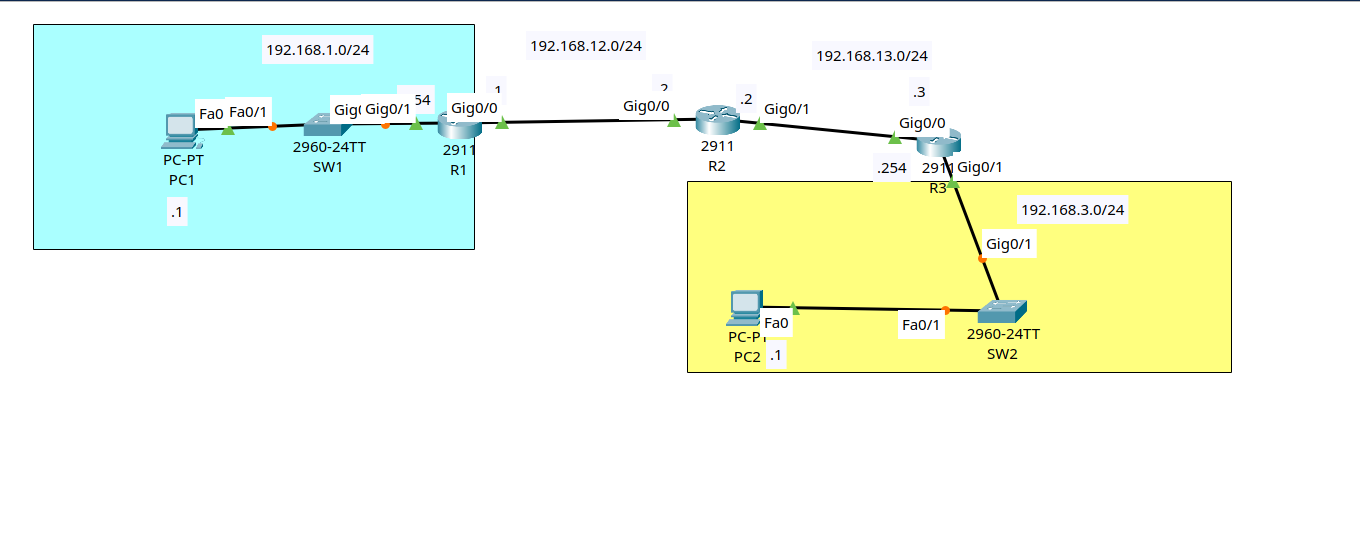 192.168.1.0/24
192.168.12.0/24
192.168.13.0/24
Fa0
Fa0/1
Gig0/1
54
Gig0/0
1
2
Gig0/0
.2
Gig0/1
.3
Gig0/0
PC-PT
PC1
.1
2960-24TT
SW1
2911
R1
2911
R2
.254
R3
Gig0/1
192.168.3.0/24
Gig0/1
Fa0
PC2
.1
Fa0/1
2960-24TT
SW2